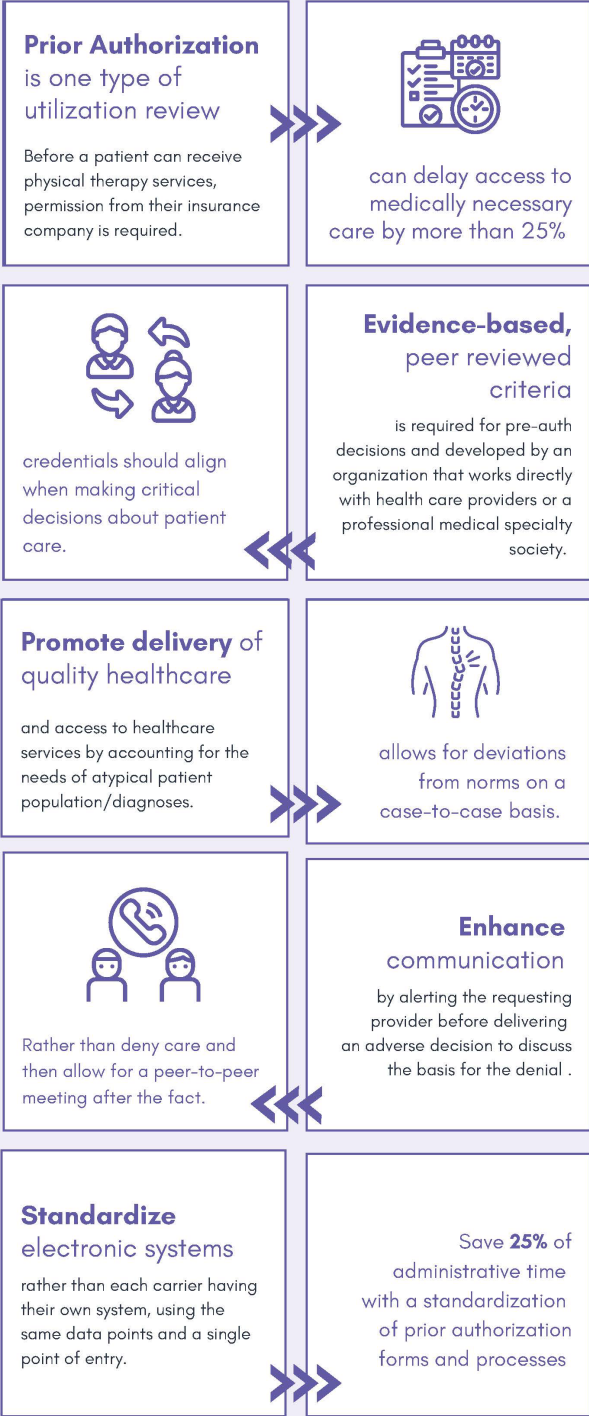 Prior Authorization
is one type of
utilization review
Before a patient can receive
physical therapy services,
permission from their insurance
company is required.
can delay access to
medically necessary
care by more than 25%
Evidence-based,
peer reviewed
criteria
is required for pre-auth
decisions and developed by an
organization that works directly
with health care providers or a
professional medical specialty
society.
credentials should align
when making critical
decisions about patient
care.
Promote delivery of
quality healthcare
and access to healthcare
services by accounting for the
needs of atypical patient
population/diagnoses.
allows for deviations
from norms on a
case-to-case basis.
Enhance
communication
by alerting the requesting
provider before delivering
an adverse decision to discuss
the basis for the denial .
Rather than deny care and
then allow for a peer-to-peer
meeting after the fact.
Standardize
electronic systems
rather than each carrier having
their own system, using the
same data points and a single
point of entry.
Save 25% of
administrative time
with a standardization
of prior authorization
forms and processes